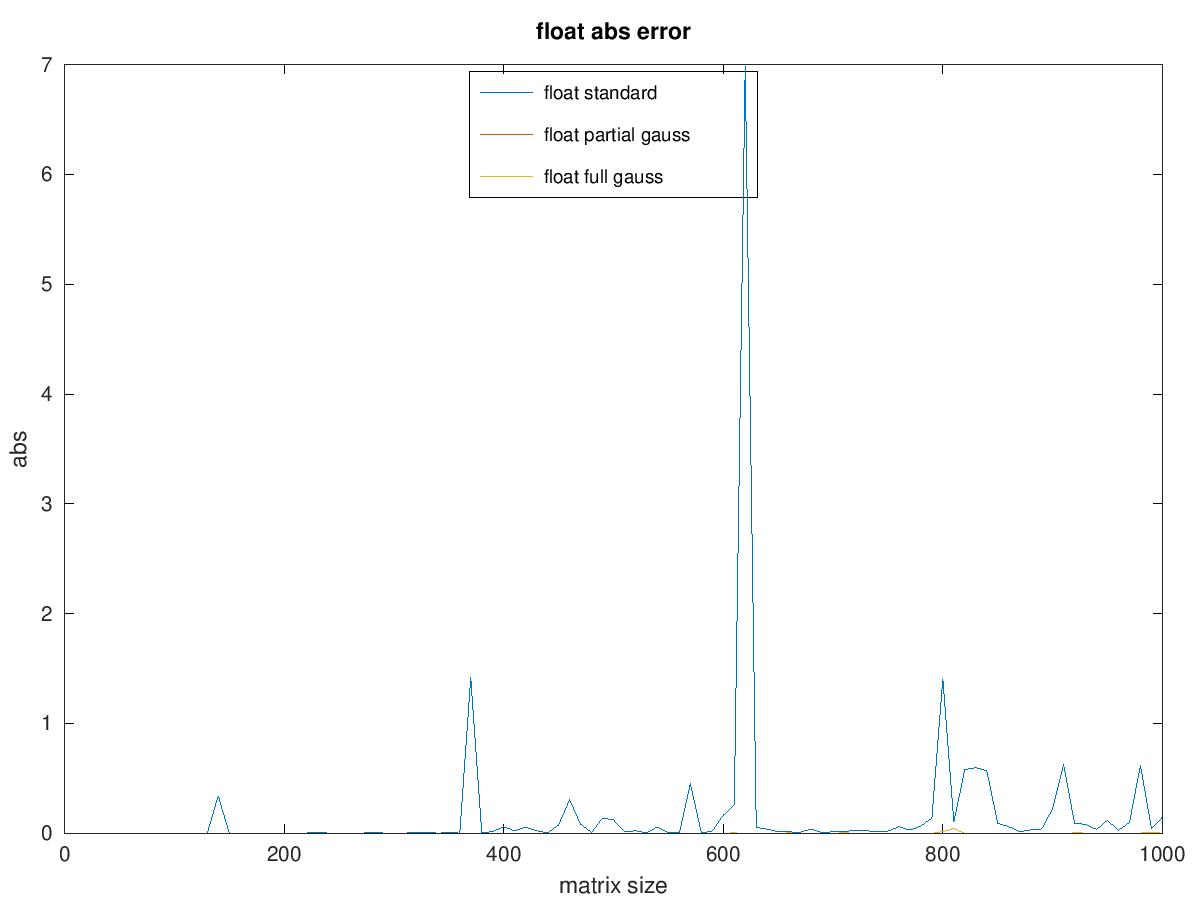 float abs error
7
float standard
float partial gauss
float full gauss
6
5
4
3
2
1
0
abs
0 200 400 600 800 1000
matrix size